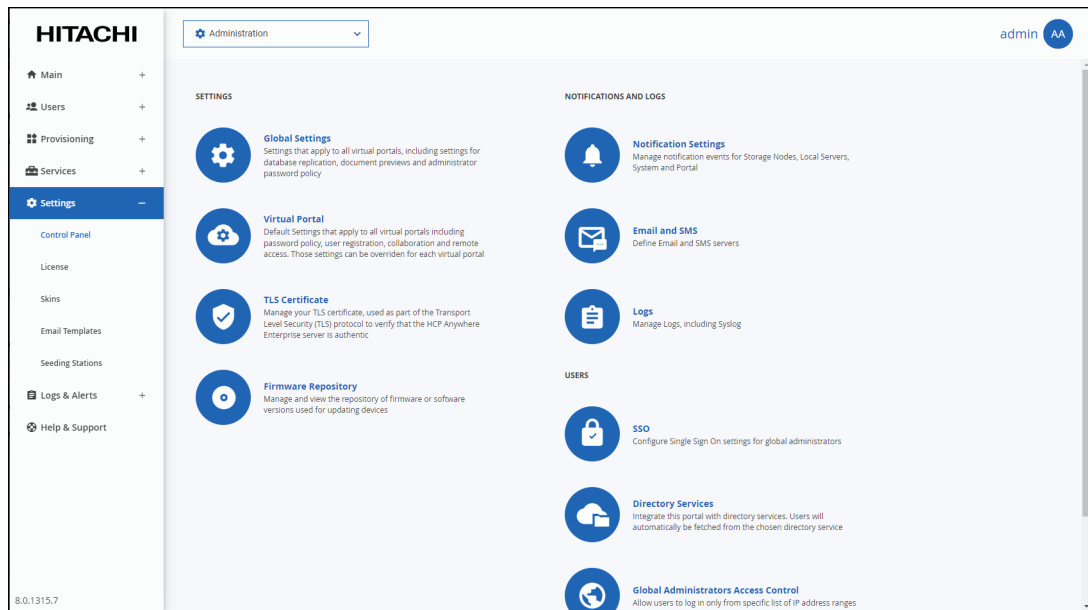 HITACHI
Administration
admin AA
Main +
Users +
Provisioning +
Services +
Settings –
Control Panel
License
Skins
Email Templates
Seeding Stations
Logs & Alerts +
Help & Support
8.0.1315.7
SETTINGS
Global Settings
Settings that apply to all virtual portals, including settings for
database replication, document previews and administrator
password policy
Virtual Portal
Default Settings that apply to all virtual portals including
password policy, user registration, collaboration and remote
access. Those settings can be overriden for each virtual portal
TLS Certificate
Manage your TLS certificate, used as part of the Transport
Level Security (TLS) protocol to verify that the HCP Anywhere
Enterprise server is authentic
Firmware Repository
Manage and view the repository of firmware or software
versions used for updating devices
NOTIFICATIONS AND LOGS
Notification Settings
Manage notification events for Storage Nodes, Local Servers,
System and Portal
Email and SMS
Define Email and SMS servers
Logs
Manage Logs, including Syslog
USERS
SSO
Configure Single Sign On settings for global administrators
Directory Services
Integrate this portal with directory services. Users will
automatically be fetched from the chosen directory service
Global Administrators Access Control
Allow users to log in only from specific list of IP address ranges